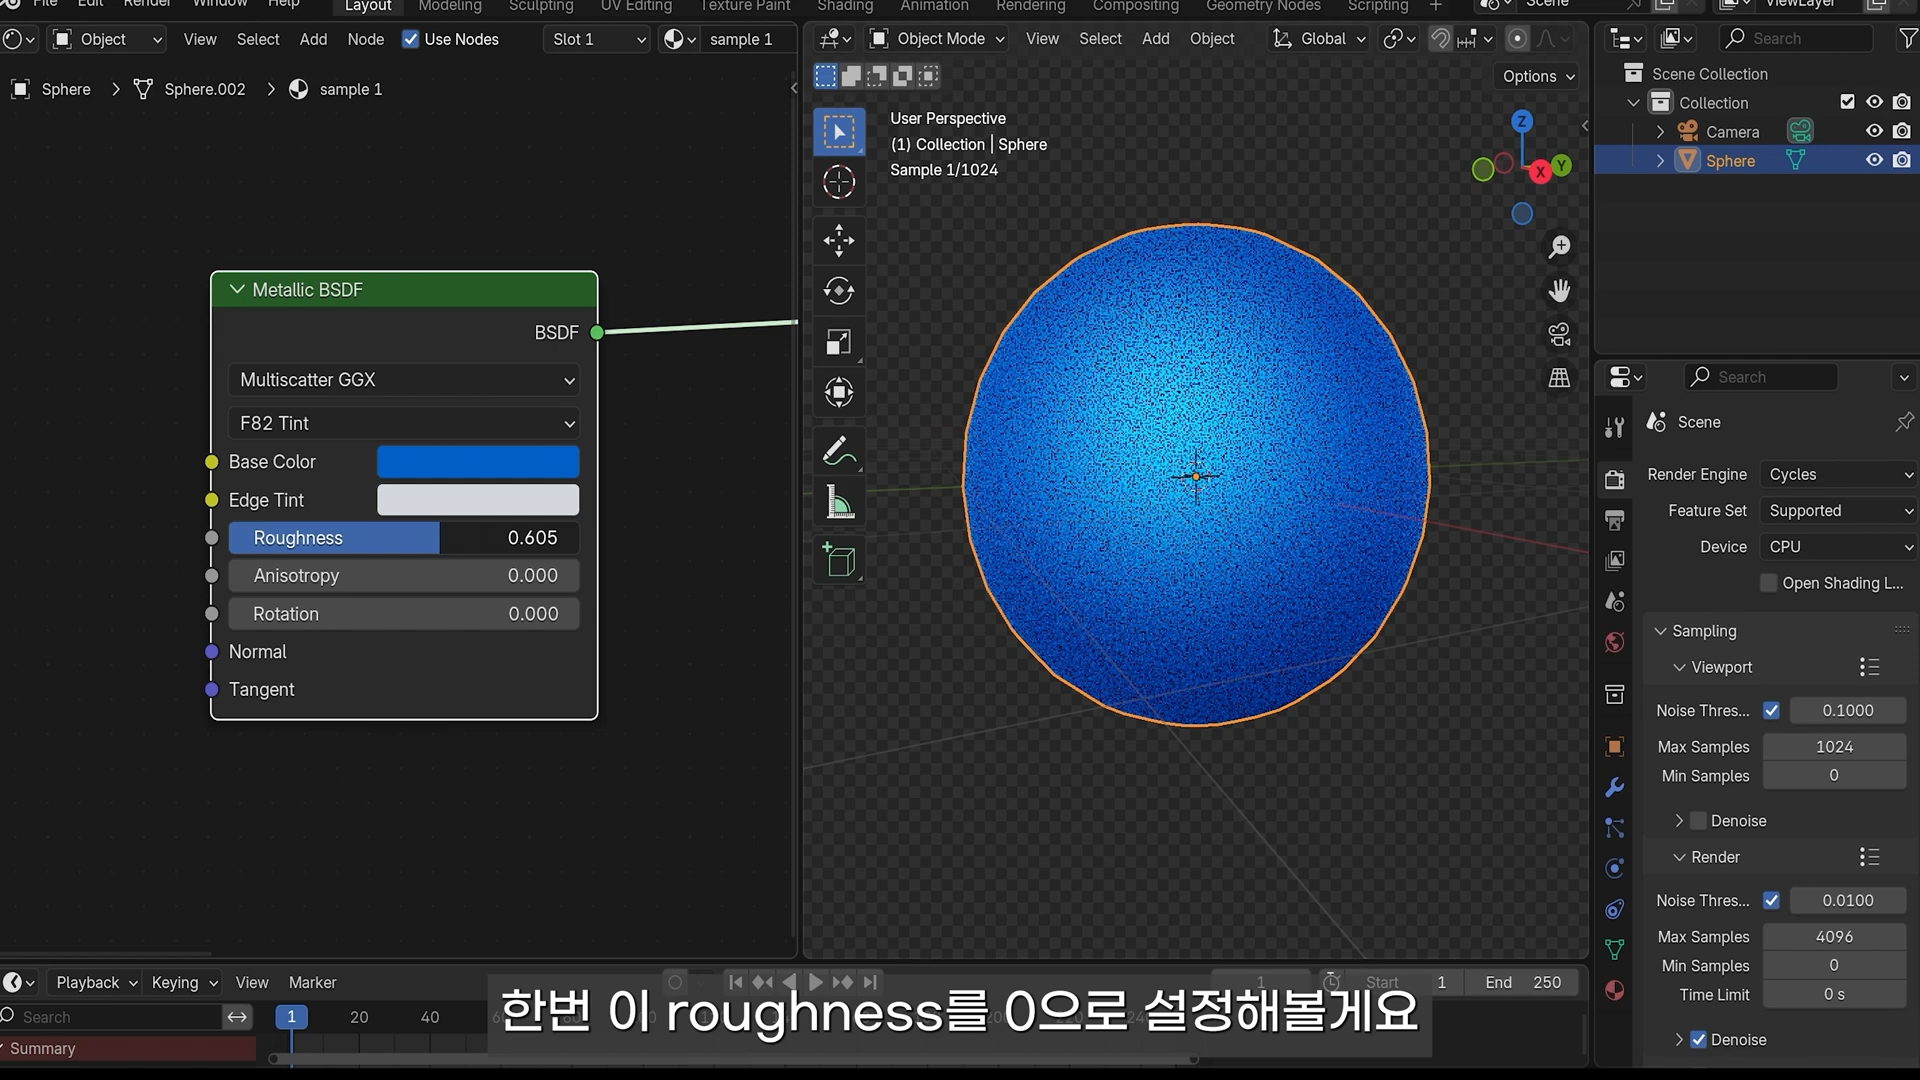 File Edit Render Window Help Layout Modeling Sculpting UV Editing Texture Paint Shading Animation Rendering Compositing Geometry Nodes Scripting + Scene ViewLayer
Object View Select Add Node Use Nodes Slot 1 sample 1
Object Mode View Select Add Object Global
Search
Options
Sphere > Sphere.002 > sample 1
User Perspective
(1) Collection | Sphere
Sample 1/1024
Z
Y
X
Scene Collection
Collection
Camera
Sphere
Metallic BSDF
BSDF
Multiscatter GGX
F82 Tint
Base Color
Edge Tint
Roughness 0.605
Anisotropy 0.000
Rotation 0.000
Normal
Tangent
Search
Scene
Render Engine Cycles
Feature Set Supported
Device CPU
Open Shading L...
Sampling
Viewport
Noise Thres... 0.1000
Max Samples 1024
Min Samples 0
Denoise
Render
Noise Thres... 0.0100
Max Samples 4096
Min Samples 0
Time Limit 0 s
Denoise
Playback Keying View Marker
1 Start 1 End 250
Search
1 20 40
Summary
한번 이 roughness를 0으로 설정해볼게요